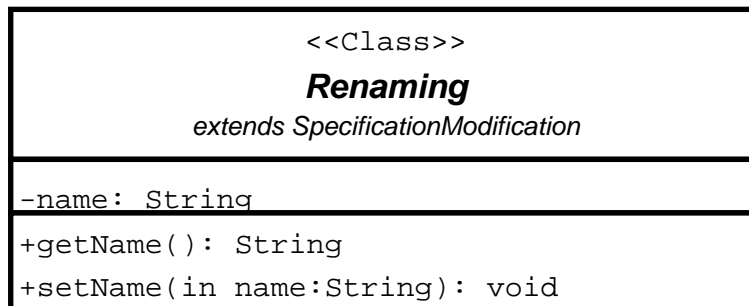 <<Class>>
Renaming
extends SpecificationModification
-name: String
+getName(): String
+setName(in name:String): void